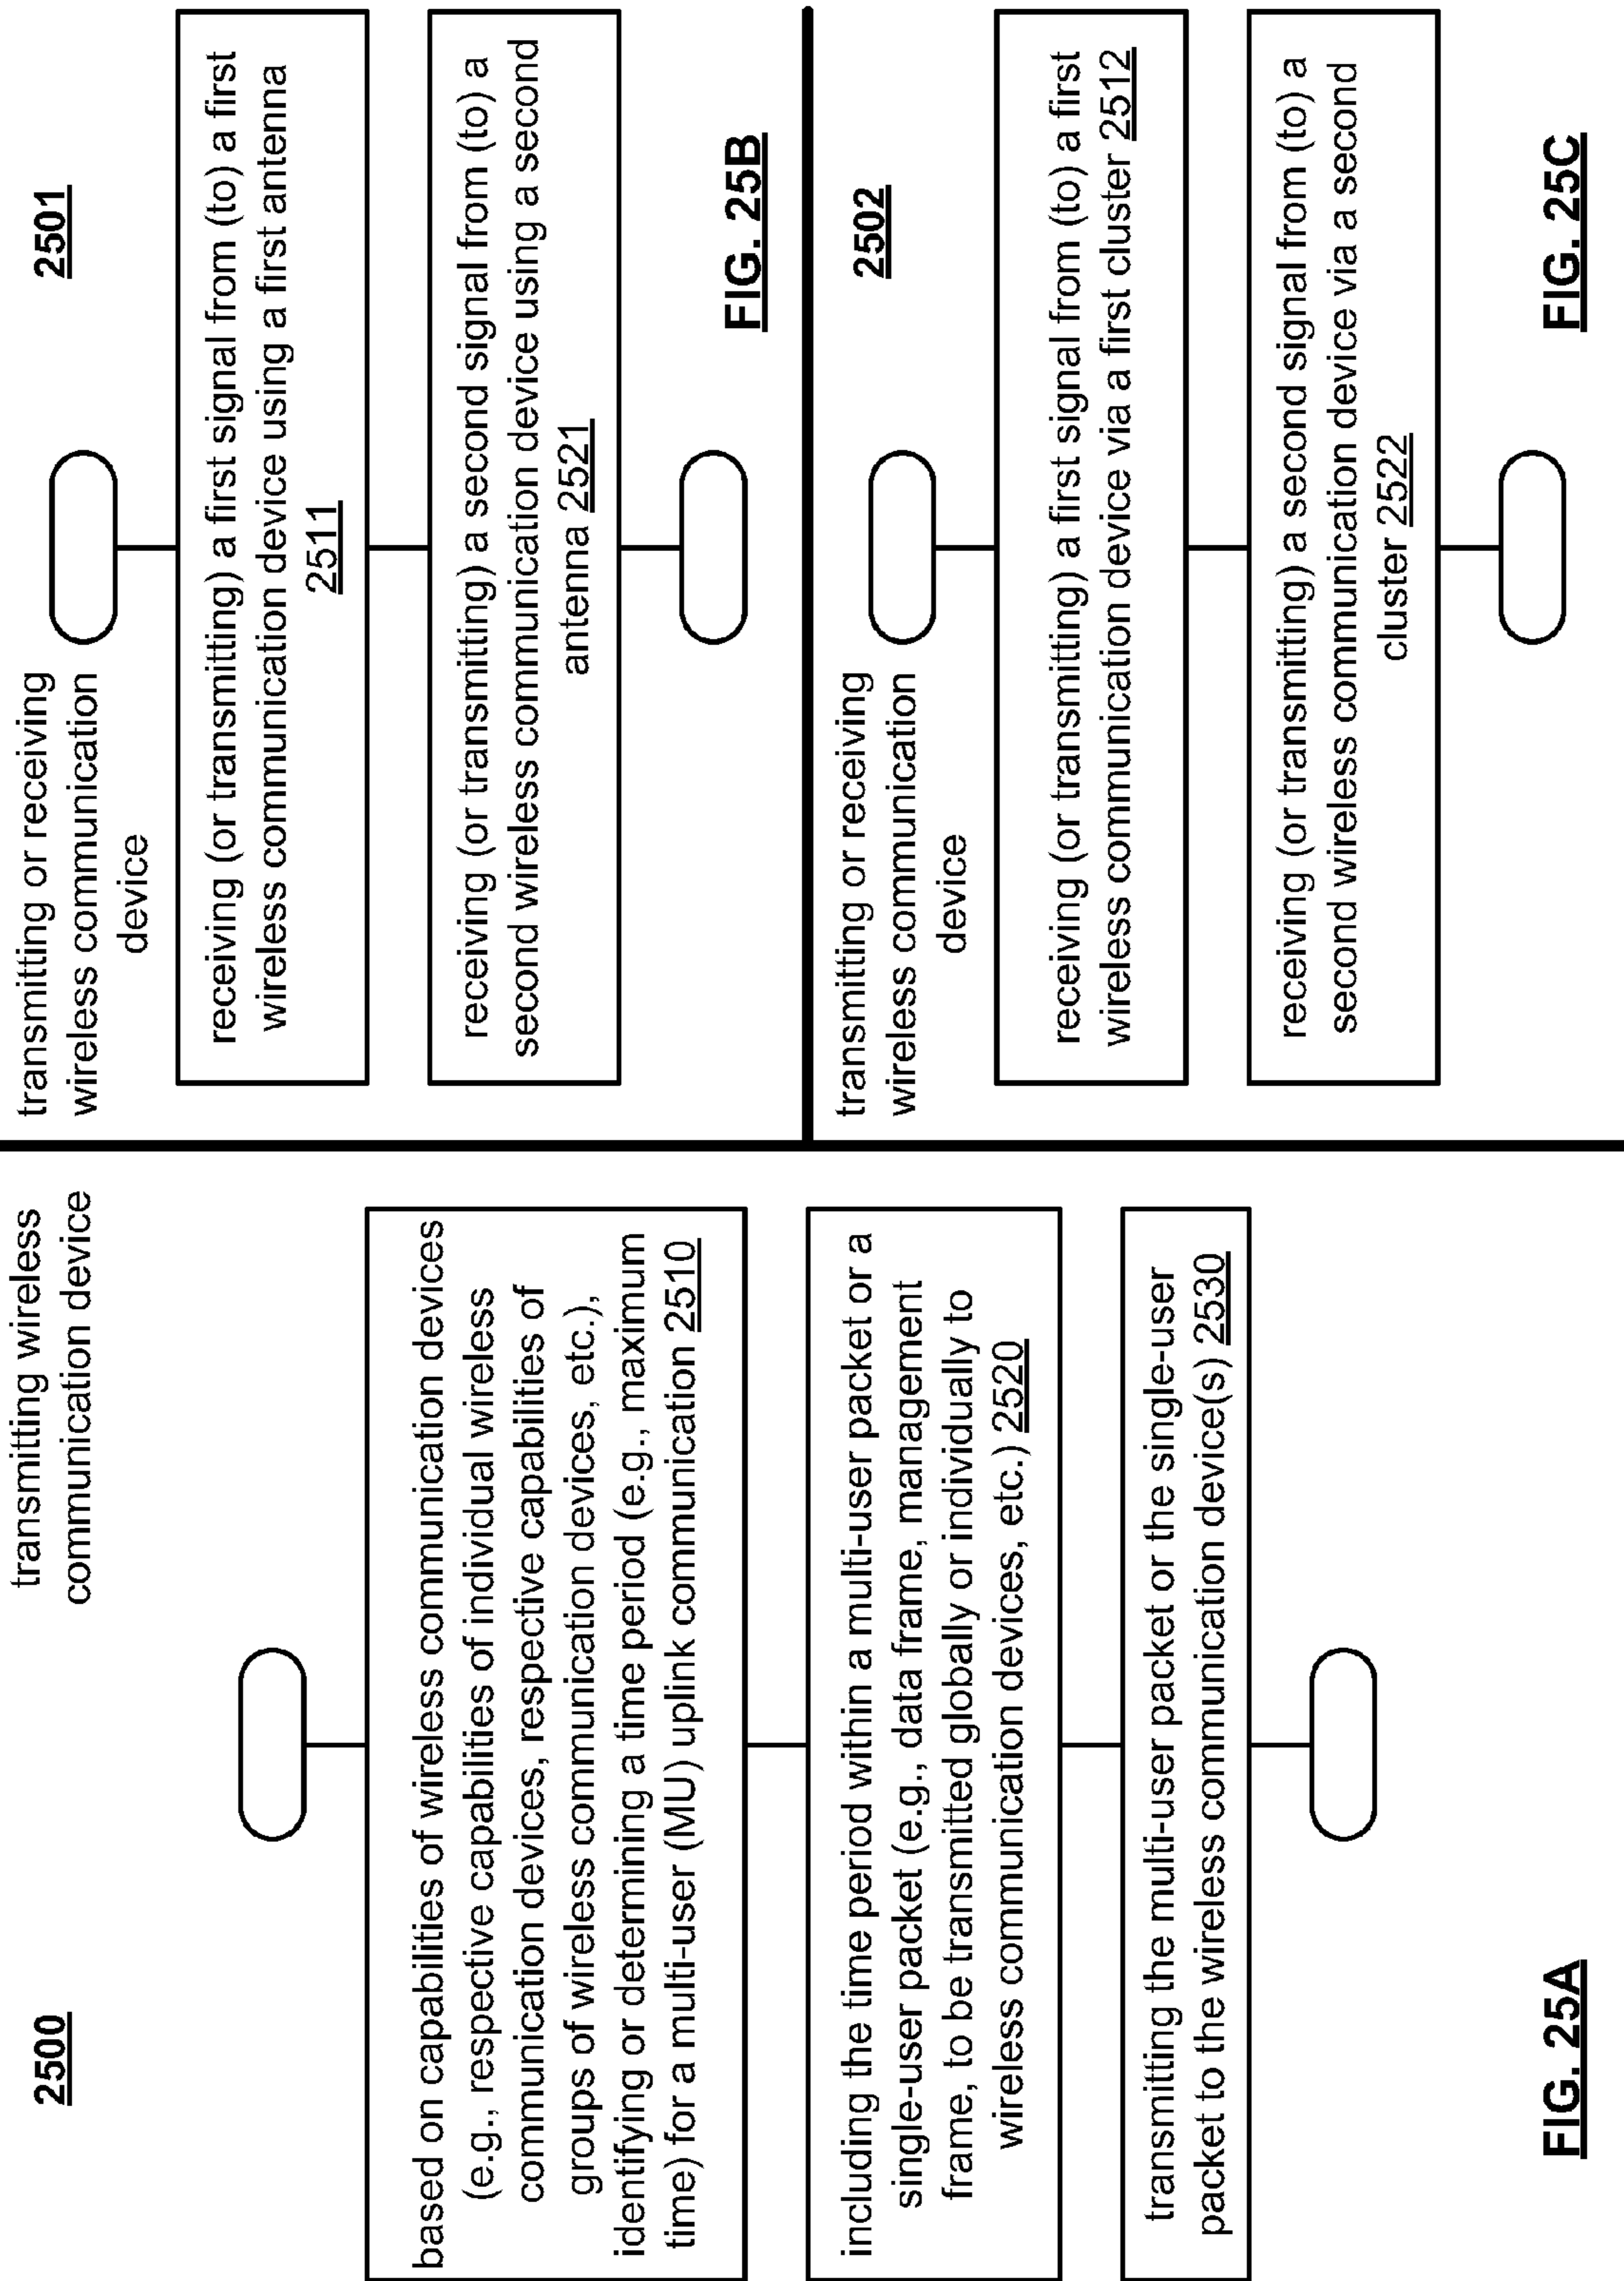 2500
transmitting wireless
communication device
based on capabilities of wireless communication devices
(e.g., respective capabilities of individual wireless
communication devices, respective capabilities of
groups of wireless communication devices, etc.),
identifying or determining a time period (e.g., maximum
time) for a multi-user (MU) uplink communication 2510
including the time period within a multi-user packet or a
single-user packet (e.g., data frame, management
frame, to be transmitted globally or individually to
wireless communication devices, etc.) 2520
transmitting the multi-user packet or the single-user
packet to the wireless communication device(s) 2530
FIG. 25A
transmitting or receiving
wireless communication
device
2501
receiving (or transmitting) a first signal from (to) a first
wireless communication device using a first antenna
2511
receiving (or transmitting) a second signal from (to) a
second wireless communication device using a second
antenna 2521
FIG. 25B
transmitting or receiving
wireless communication
device
2502
receiving (or transmitting) a first signal from (to) a first
wireless communication device via a first cluster 2512
receiving (or transmitting) a second signal from (to) a
second wireless communication device via a second
cluster 2522
FIG. 25C